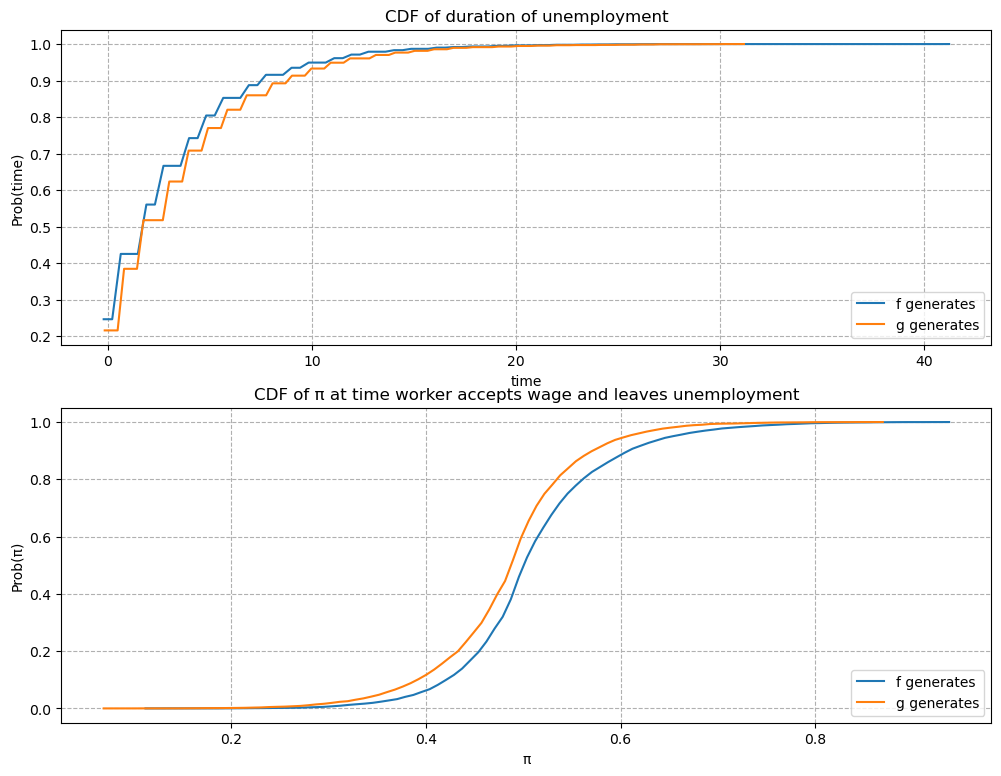 CDF of duration of unemployment
1.0
0.9
0.8
0.7
0.6
0.5
0.4
0.3
0.2
Prob(time)
0 10 20 30 40
time
f generates
g generates
CDF of π at time worker accepts wage and leaves unemployment
1.0
0.8
0.6
0.4
0.2
0.0
Prob(π)
0.2 0.4 0.6 0.8
π
f generates
g generates